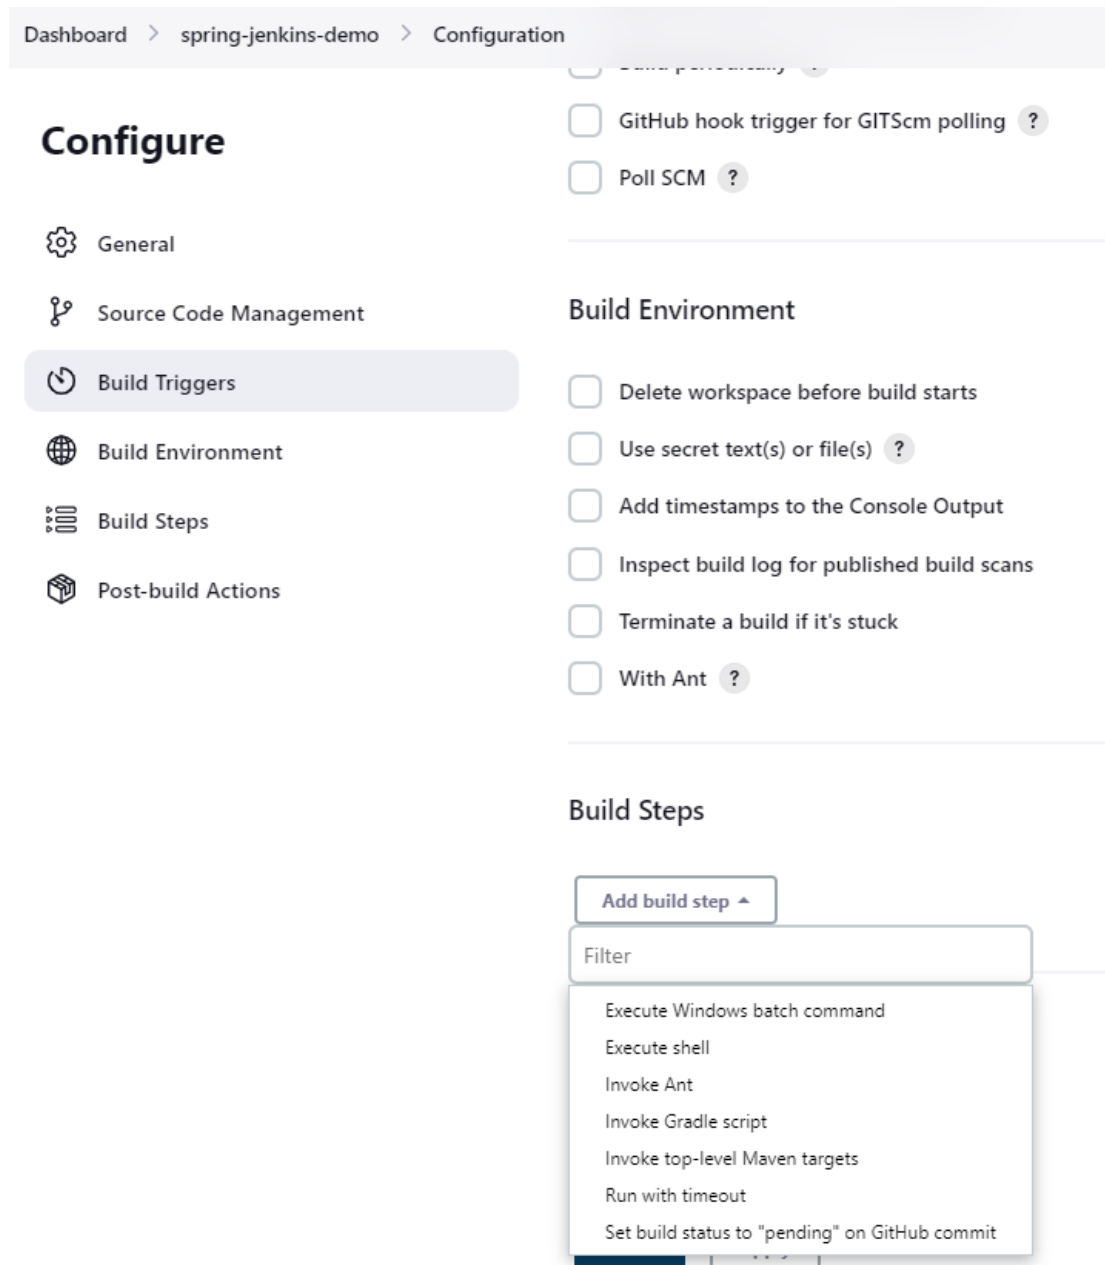 Dashboard > spring-jenkins-demo > Configuration
Configure
General
Source Code Management
Build Triggers
Build Environment
Build Steps
Post-build Actions
Build periodically ?
GitHub hook trigger for GITScm polling ?
Poll SCM ?
Build Environment
Delete workspace before build starts
Use secret text(s) or file(s) ?
Add timestamps to the Console Output
Inspect build log for published build scans
Terminate a build if it's stuck
With Ant ?
Build Steps
Add build step
Filter
Execute Windows batch command
Execute shell
Invoke Ant
Invoke Gradle script
Invoke top-level Maven targets
Run with timeout
Set build status to "pending" on GitHub commit